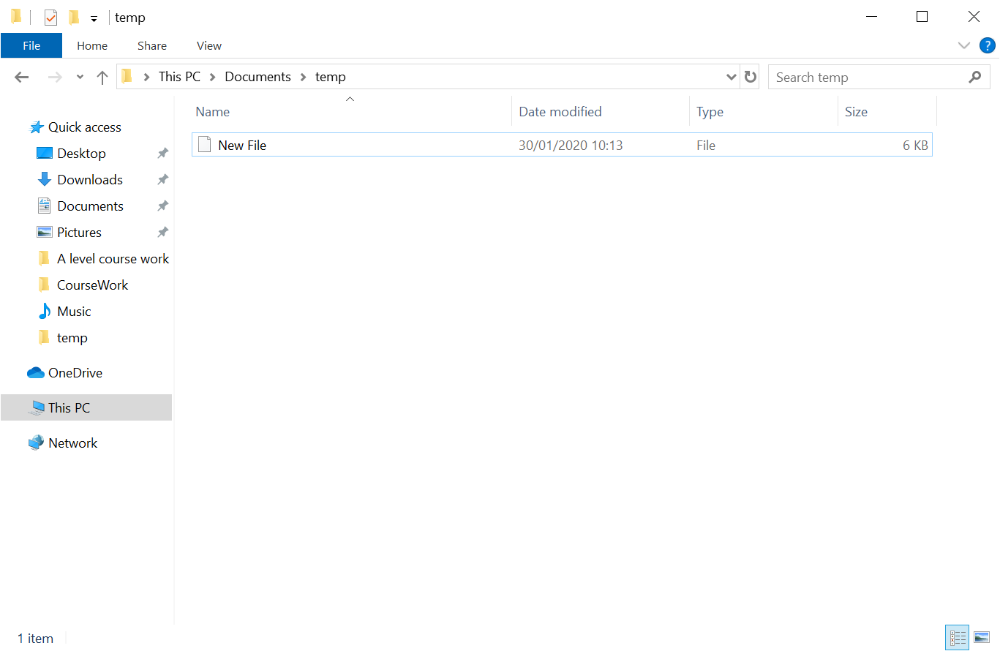 temp
File Home Share View
This PC Documents temp
Search temp
Name Date modified Type Size
New File 30/01/2020 10:13 File 6 KB
Quick access
Desktop
Downloads
Documents
Pictures
A level course work
CourseWork
Music
temp
OneDrive
This PC
Network
1 item